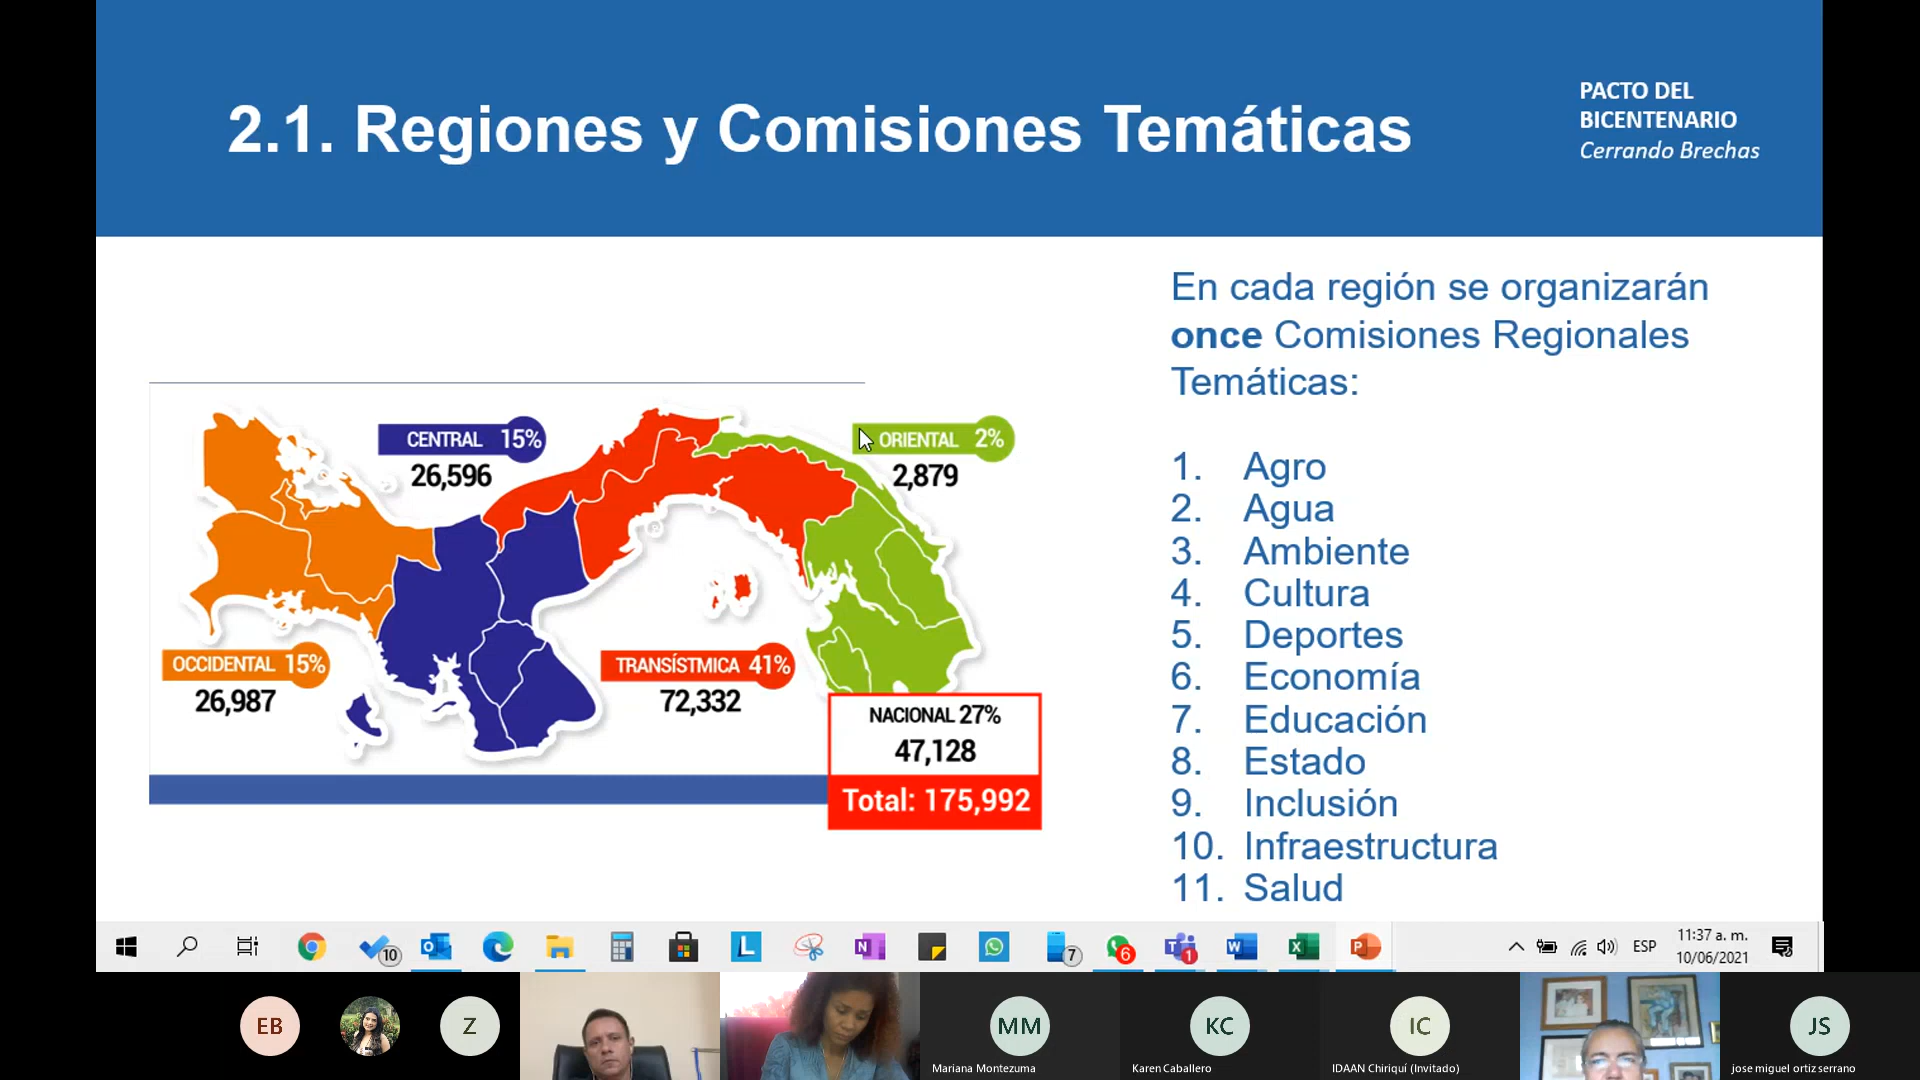 2.1. Regiones y Comisiones Temáticas
PACTO DEL
BICENTENARIO
Cerrando Brechas
En cada región se organizarán
once Comisiones Regionales
Temáticas:
1. Agro
2. Agua
3. Ambiente
4. Cultura
5. Deportes
6. Economía
7. Educación
8. Estado
9. Inclusión
10. Infraestructura
11. Salud
CENTRAL 15%
26,596
ORIENTAL 2%
2,879
OCCIDENTAL 15%
26,987
TRANSÍSTMICA 41%
72,332
NACIONAL 27%
47,128
Total: 175,992
10
7
6
1
ESP
11:37 a. m.
10/06/2021
EB
Z
MM
Mariana Montezuma
KC
Karen Caballero
IC
IDAAN Chiriquí (Invitado)
JS
jose miguel ortiz serrano